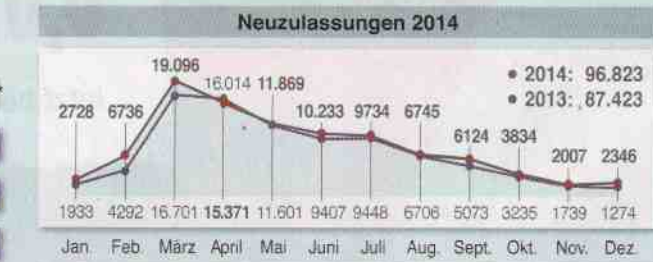 Neuzulassungen 2014
19.096
16.014 11.869
2014: 96.823
2013: 87.423
2728 6736 10.233 9734 6745 6124 3834 2007 2346
1933 4292 16.701 15.371 11.601 9407 9448 6706 5073 3235 1739 1274
Jan. Feb. März April Mai Juni Juli Aug. Sept. Okt. Nov. Dez.